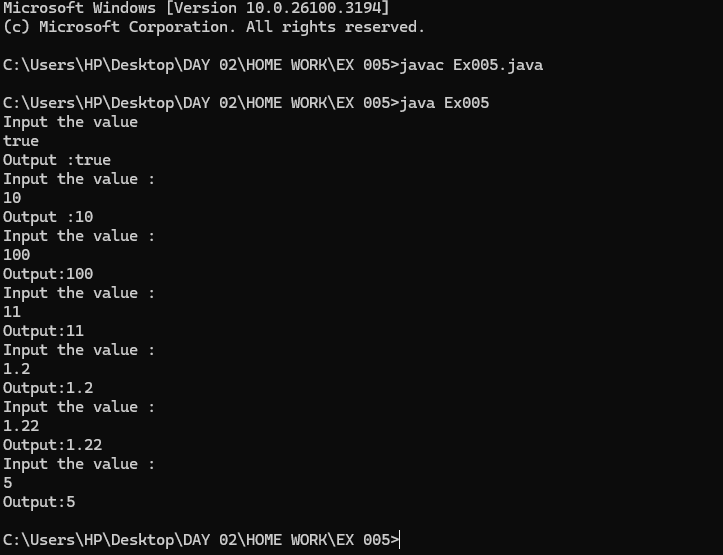 Microsoft Windows [Version 10.0.26100.3194]
(c) Microsoft Corporation. All rights reserved.
C:\Users\HP\Desktop\DAY 02\HOME WORK\EX 005>javac Ex005.java
C:\Users\HP\Desktop\DAY 02\HOME WORK\EX 005>java Ex005
Input the value
true
Output :true
Input the value :
10
Output :10
Input the value :
100
Output:100
Input the value :
11
Output:11
Input the value :
1.2
Output:1.2
Input the value :
1.22
Output:1.22
Input the value :
5
Output:5
C:\Users\HP\Desktop\DAY 02\HOME WORK\EX 005>